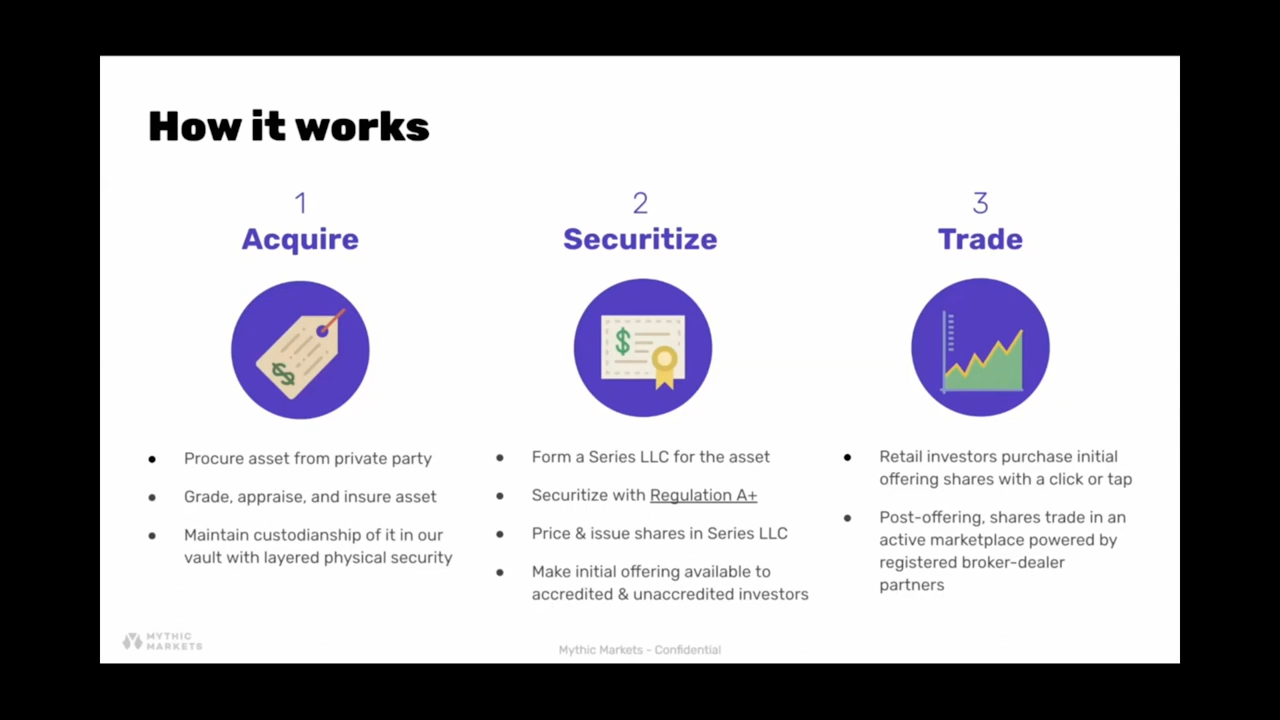 How it works
1
Acquire
Procure asset from private party
Grade, appraise, and insure asset
Maintain custodianship of it in our
vault with layered physical security
2
Securitize
$
Form a Series LLC for the asset
Securitize with Regulation A+
Price & issue shares in Series LLC
Make initial offering available to
accredited & unaccredited investors
3
Trade
$
Retail investors purchase initial
offering shares with a click or tap
Post-offering, shares trade in an
active marketplace powered by
registered broker-dealer
partners
MYTHIC
MARKETS
Mythic Markets - Confidential